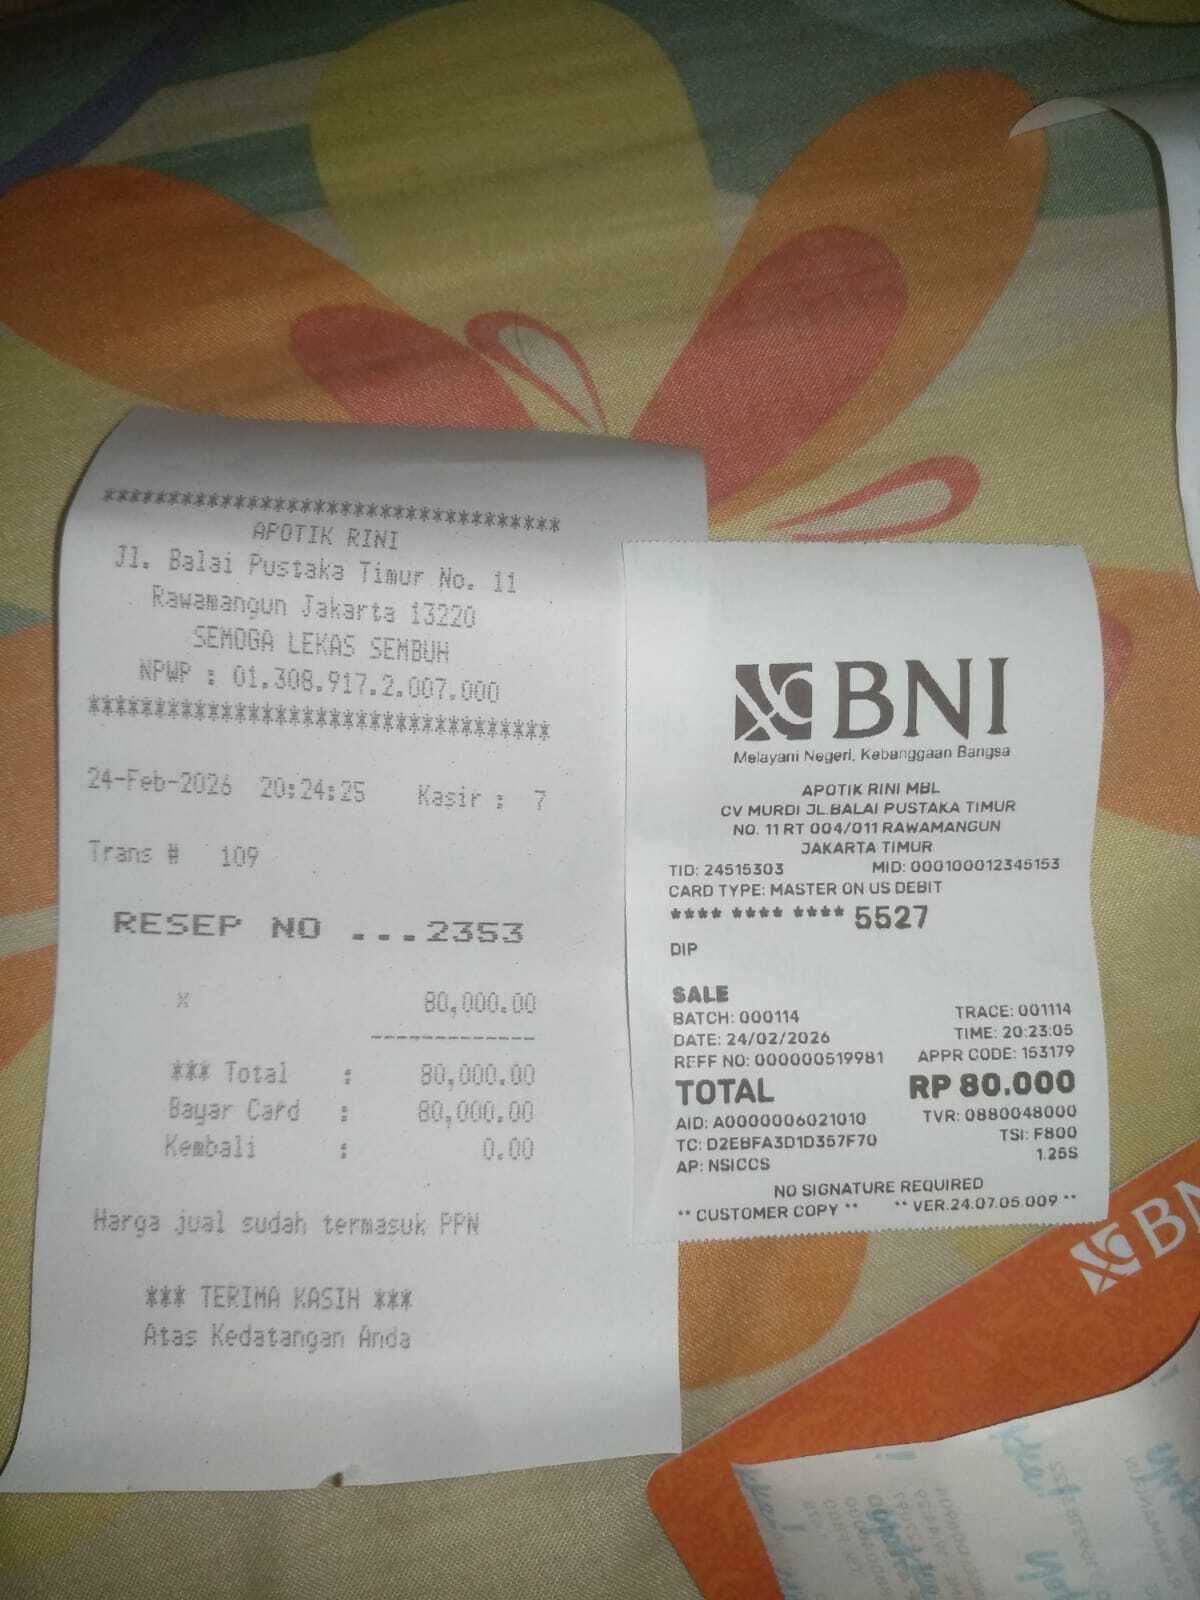 ***********************************
APOTIK RINI
Jl. Balai Pustaka Timur No. 11
Rawamangun Jakarta 13220
SEMOGA LEKAS SEMBUH
NPWP : 01.308.917.2.007.000
***********************************
24-Feb-2026 20:24:25 Kasir : 7
Trans # 109
RESEP NO ...2353
x 80,000.00
-------------
*** Total : 80,000.00
Bayar Card : 80,000.00
Kembali : 0.00
Harga jual sudah termasuk PPN
*** TERIMA KASIH ***
Atas Kedatangan Anda
BNI
Melayani Negeri, Kebanggaan Bangsa
APOTIK RINI MBL
CV MURDI JL.BALAI PUSTAKA TIMUR
NO. 11 RT 004/011 RAWAMANGUN
JAKARTA TIMUR
TID: 24515303 MID: 000100012345153
CARD TYPE: MASTER ON US DEBIT
**** **** **** 5527
DIP
SALE
BATCH: 000114 TRACE: 001114
DATE: 24/02/2026 TIME: 20:23:05
REFF NO: 000000519981 APPR CODE: 153179
TOTAL RP 80.000
AID: A0000006021010 TVR: 0880048000
TC: D2EBFA3D1D357F70 TSI: F800
AP: NSICCS 1.25S
NO SIGNATURE REQUIRED
** CUSTOMER COPY ** ** VER.24.07.05.009 **
BN